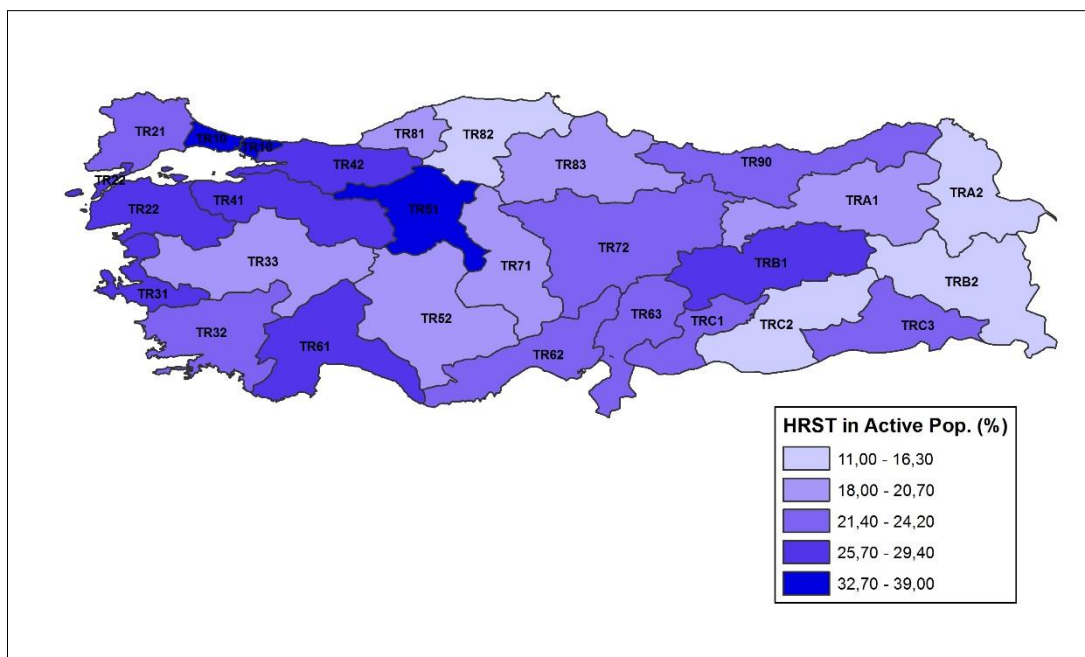 TR21
TR10
TR10
TR81
TR82
TR42
TR83
TR90
TR22
TR22
TR41
TR51
TRA1
TRA2
TR33
TR71
TR72
TRB1
TRB2
TR31
TR32
TR52
TR63
TRC1
TRC2
TRC3
TR61
TR62
HRST in Active Pop. (%)
11,00 - 16,30
18,00 - 20,70
21,40 - 24,20
25,70 - 29,40
32,70 - 39,00